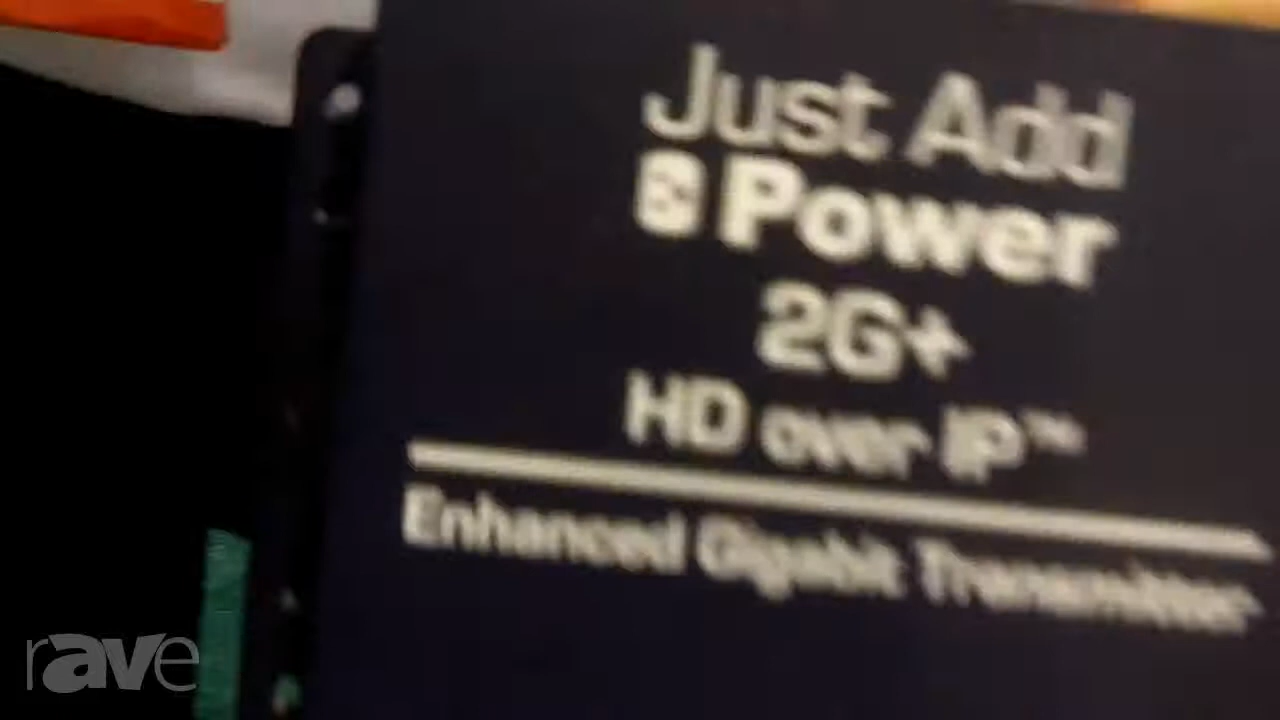 Just Add
Power
2G+
HD over IP™
Enhanced Gigabit Transmitter
rave